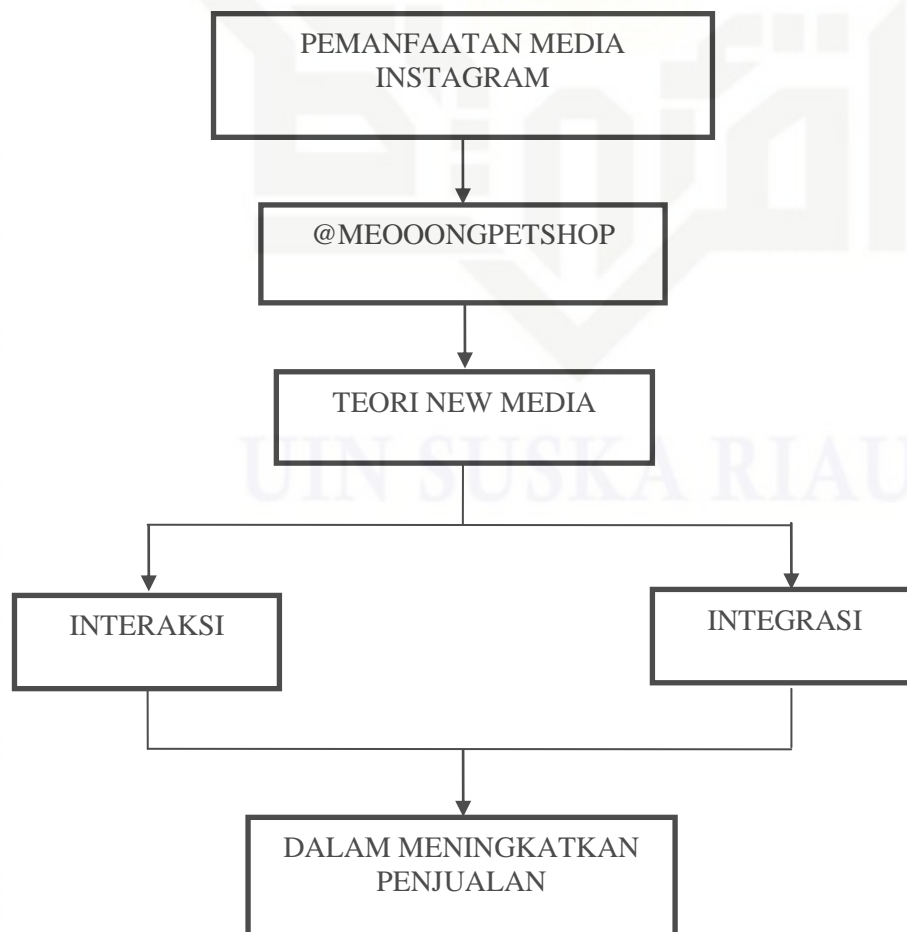 PEMANFAATAN MEDIA
INSTAGRAM
@MEOOONGPETSHOP
TEORI NEW MEDIA
UIN SUSKA RIAU
INTERAKSI
INTEGRASI
DALAM MENINGKATKAN
PENJUALAN